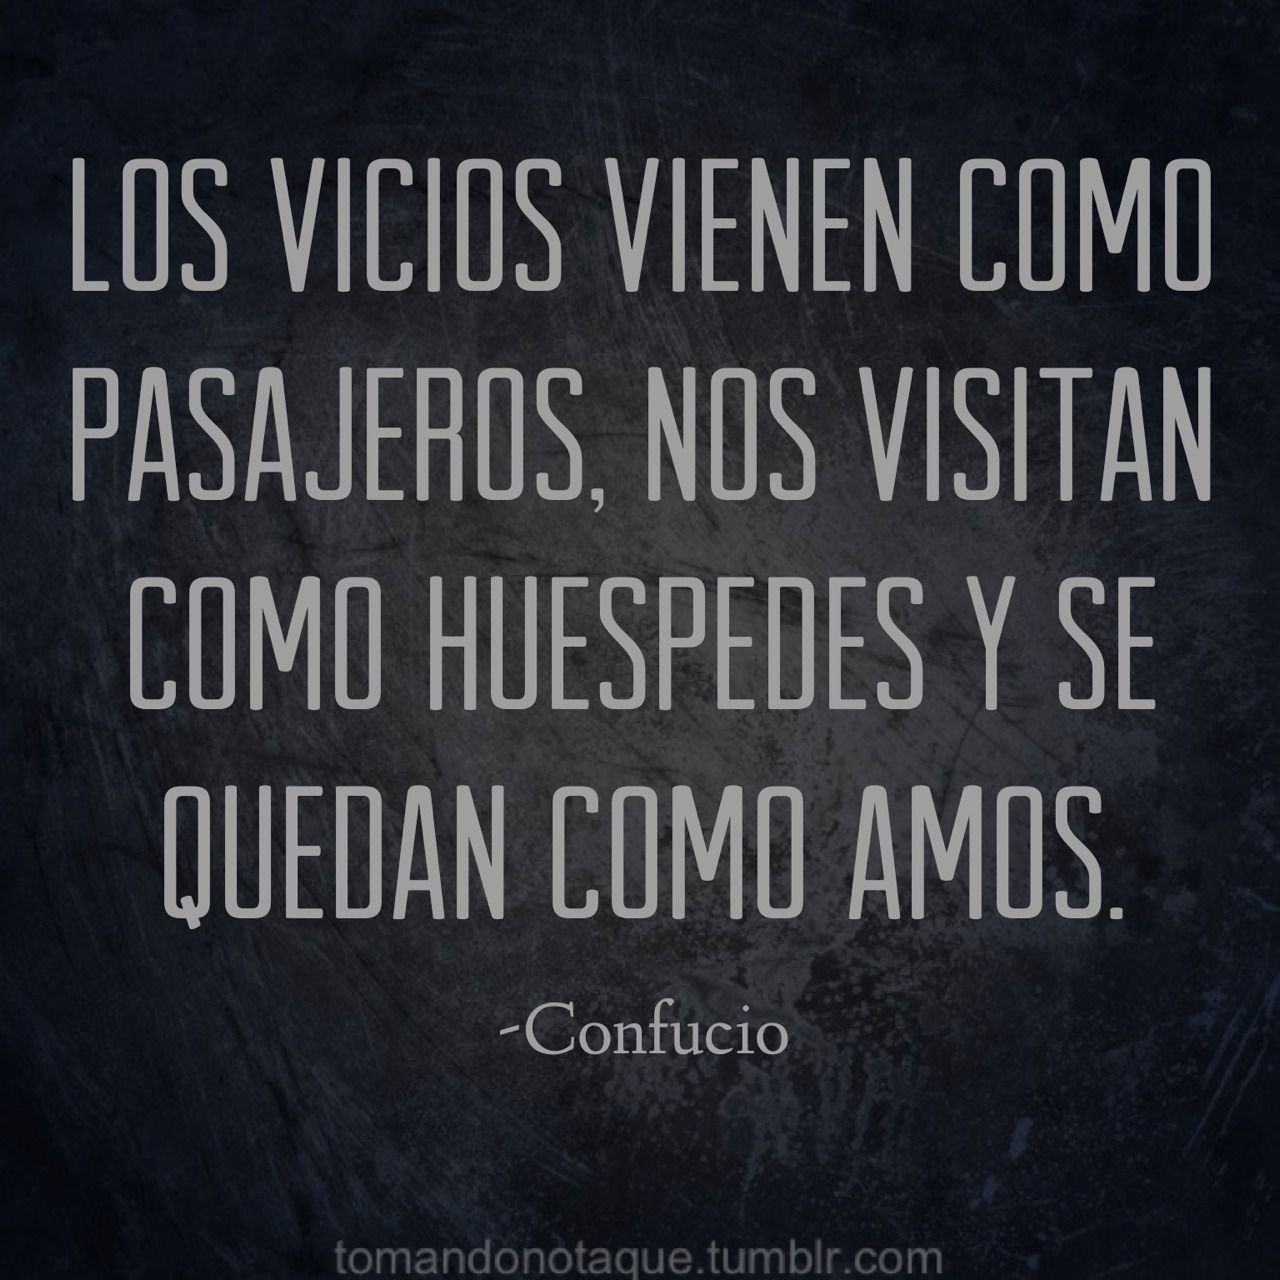 LOS VICIOS VIENEN COMO
PASAJEROS, NOS VISITAN
COMO HUESPEDES Y SE
QUEDAN COMO AMOS.
-Confucio
tomandonotaque.tumblr.com